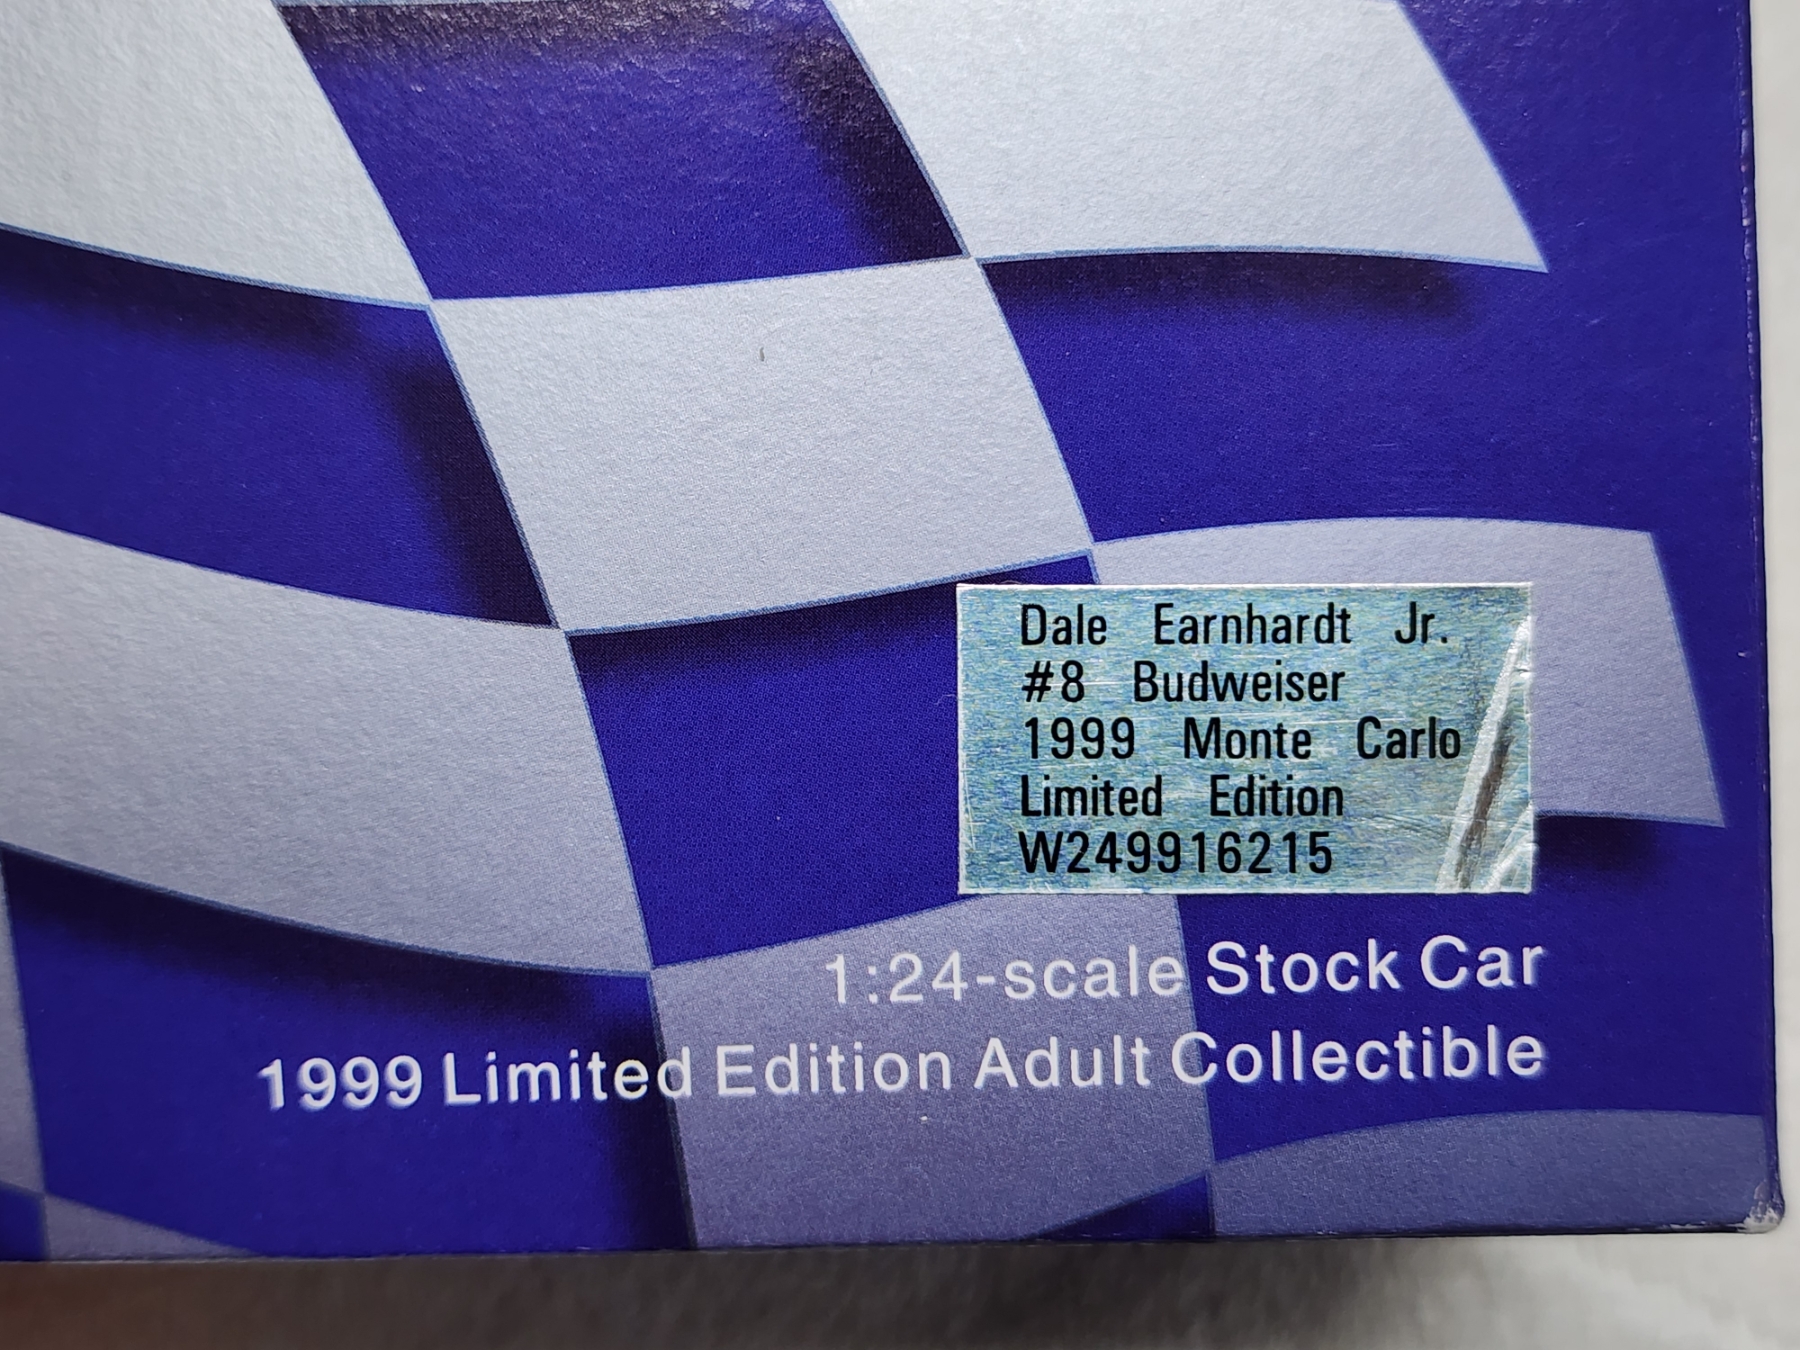 Dale Earnhardt Jr.
#8 Budweiser
1999 Monte Carlo
Limited Edition
W249916215
1:24-scale Stock Car
1999 Limited Edition Adult Collectible